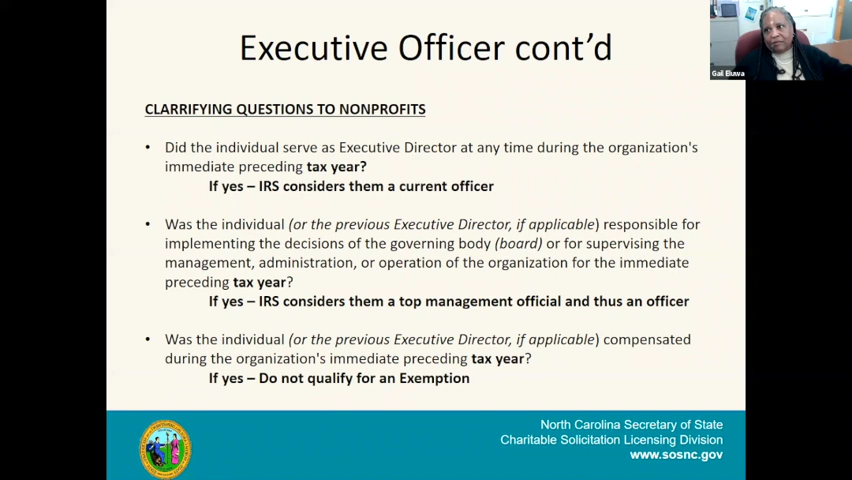 Executive Officer cont'd
Gail Eluwa
CLARRIFYING QUESTIONS TO NONPROFITS
• Did the individual serve as Executive Director at any time during the organization's
immediate preceding tax year?
If yes – IRS considers them a current officer
• Was the individual (or the previous Executive Director, if applicable) responsible for
implementing the decisions of the governing body (board) or for supervising the
management, administration, or operation of the organization for the immediate
preceding tax year?
If yes – IRS considers them a top management official and thus an officer
• Was the individual (or the previous Executive Director, if applicable) compensated
during the organization's immediate preceding tax year?
If yes – Do not qualify for an Exemption
North Carolina Secretary of State
Charitable Solicitation Licensing Division
www.sosnc.gov